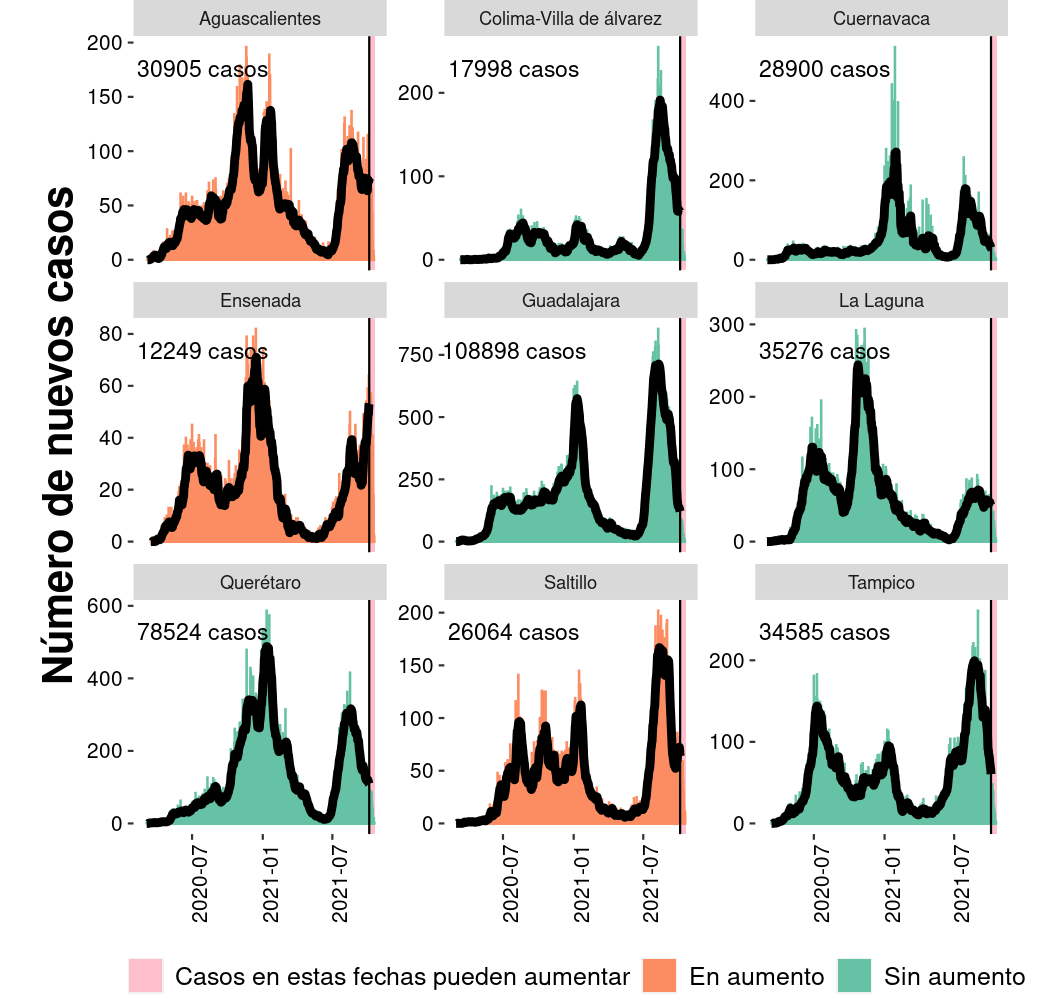 Número de nuevos casos
Aguascalientes
30905 casos
200
150
100
50
0
Colima-Villa de álvarez
17998 casos
200
100
0
Cuernavaca
28900 casos
400
200
0
Ensenada
12249 casos
80
60
40
20
0
Guadalajara
108898 casos
750
500
250
0
La Laguna
35276 casos
300
200
100
0
Querétaro
78524 casos
600
400
200
0
2020-07
2021-01
2021-07
Saltillo
26064 casos
200
150
100
50
0
2020-07
2021-01
2021-07
Tampico
34585 casos
200
100
0
2020-07
2021-01
2021-07
Casos en estas fechas pueden aumentar
En aumento
Sin aumento